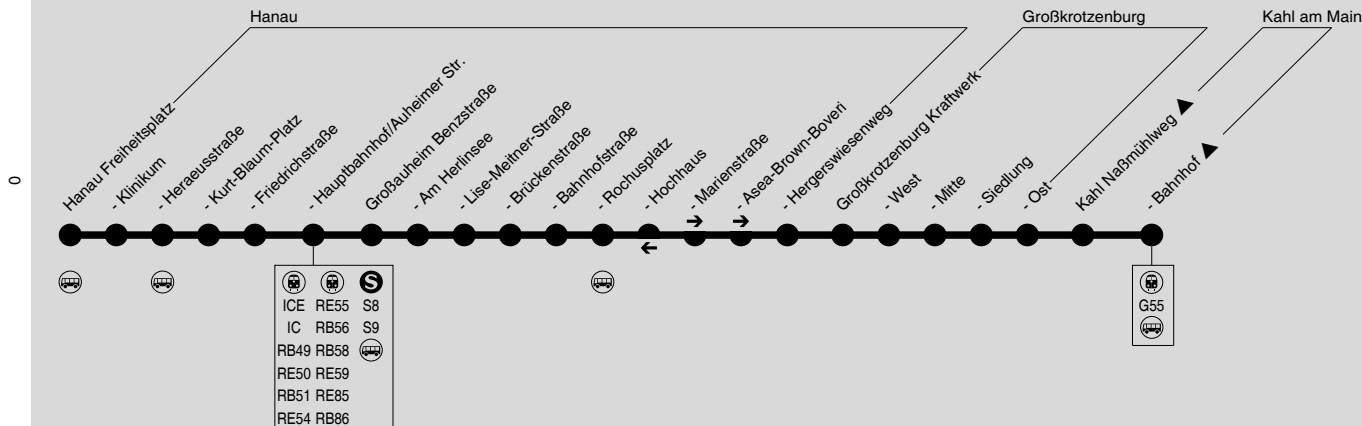 Hanau
Großkrotzenburg
Kahl am Main
Hanau Freiheitsplatz
- Klinikum
- Heraeusstraße
- Kurt-Blaum-Platz
- Friedrichstraße
- Hauptbahnhof/Auheimer Str.
Großauheim Benzstraße
- Am Herlinsee
- Lise-Meitner-Straße
- Brückenstraße
- Bahnhofstraße
- Rochusplatz
- Hochhaus
- Marienstraße
- Asea-Brown-Boveri
- Hergerswiesenweg
Großkrotzenburg Kraftwerk
- West
- Mitte
- Siedlung
- Ost
Kahl Naßmühlweg
- Bahnhof
0
S
ICE RE55 S8
IC RB56 S9
RB49 RB58
RE50 RE59
RB51 RE85
RE54 RB86
G55